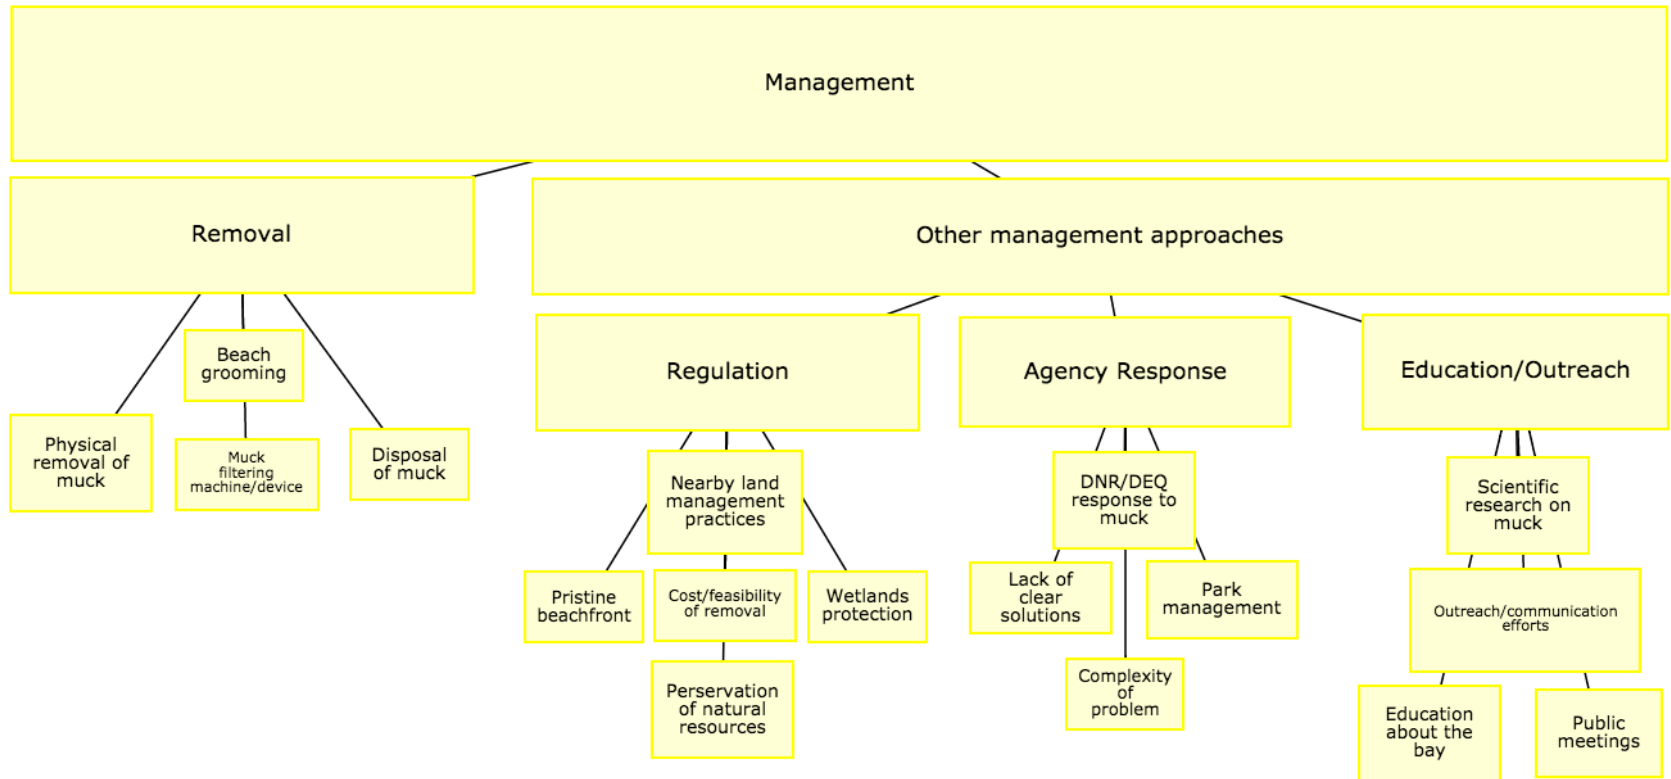 Management
Removal
Other management approaches
Regulation
Agency Response
Education/Outreach
Beach
grooming
Physical
removal of
muck
Muck
filtering
machine/device
Disposal
of muck
Nearby land
management
practices
Pristine
beachfront
Cost/feasibility
of removal
Wetlands
protection
Perservation
of natural
resources
DNR/DEQ
response to
muck
Lack of
clear
solutions
Park
management
Complexity
of
problem
Scientific
research on
muck
Outreach/communication
efforts
Education
about the
bay
Public
meetings